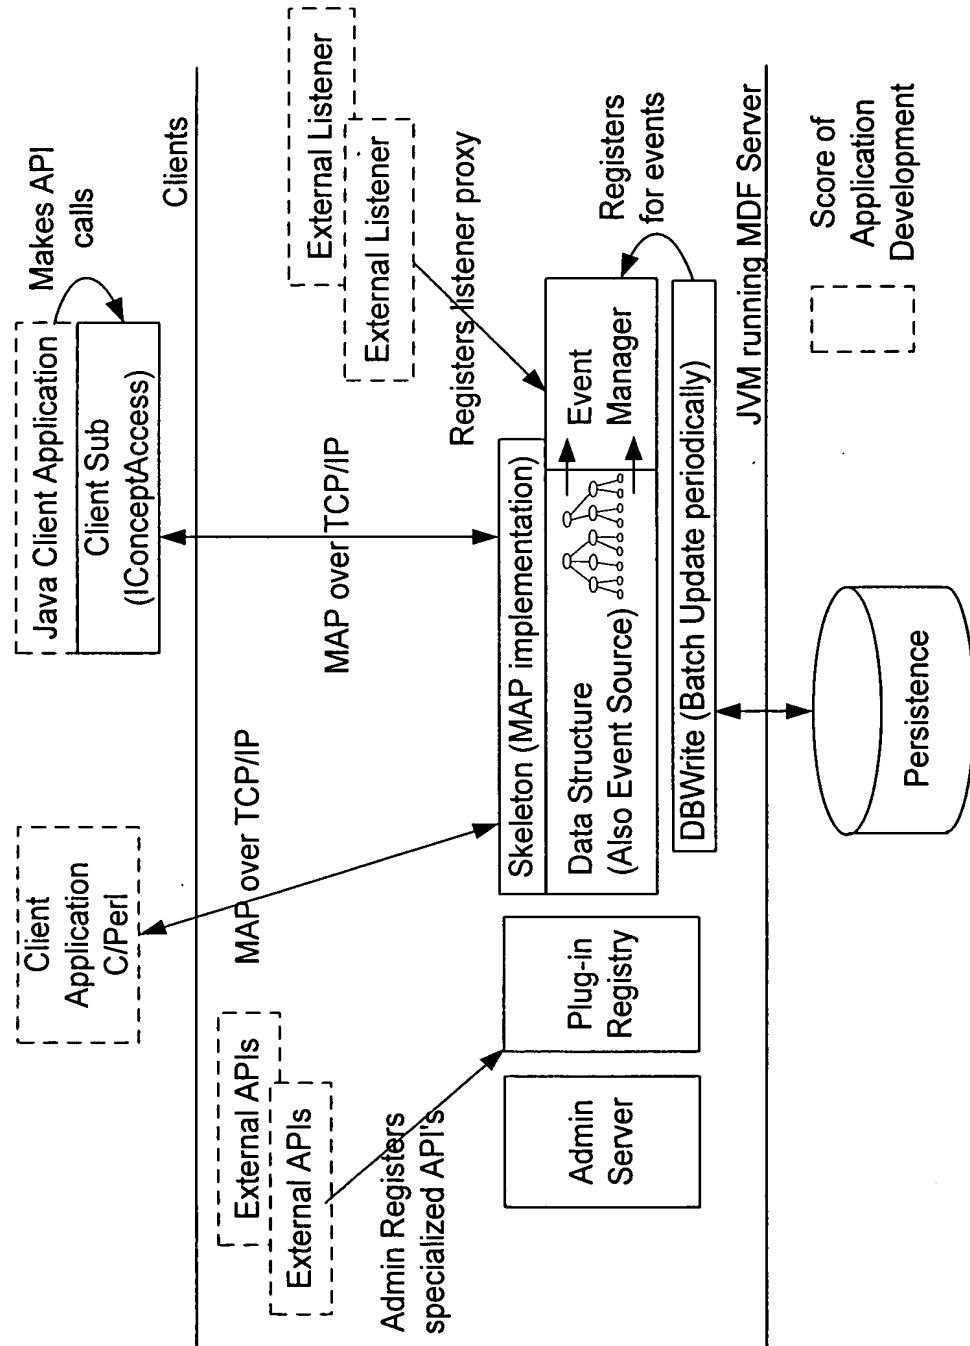 Client
Application
C/Perl
Java Client Application
Client Sub
(IConceptAccess)
Makes API
calls
Clients
External APIs
External APIs
MAP over TCP/IP
MAP over TCP/IP
External Listener
External Listener
Admin Registers
specialized API's
Registers listener proxy
Admin
Server
Plug-in
Registry
Skeleton (MAP implementation)
Data Structure
(Also Event Source)
Event
Manager
Registers
for events
DBWrite (Batch Update periodically)
JVM running MDF Server
Persistence
Score of
Application
Development